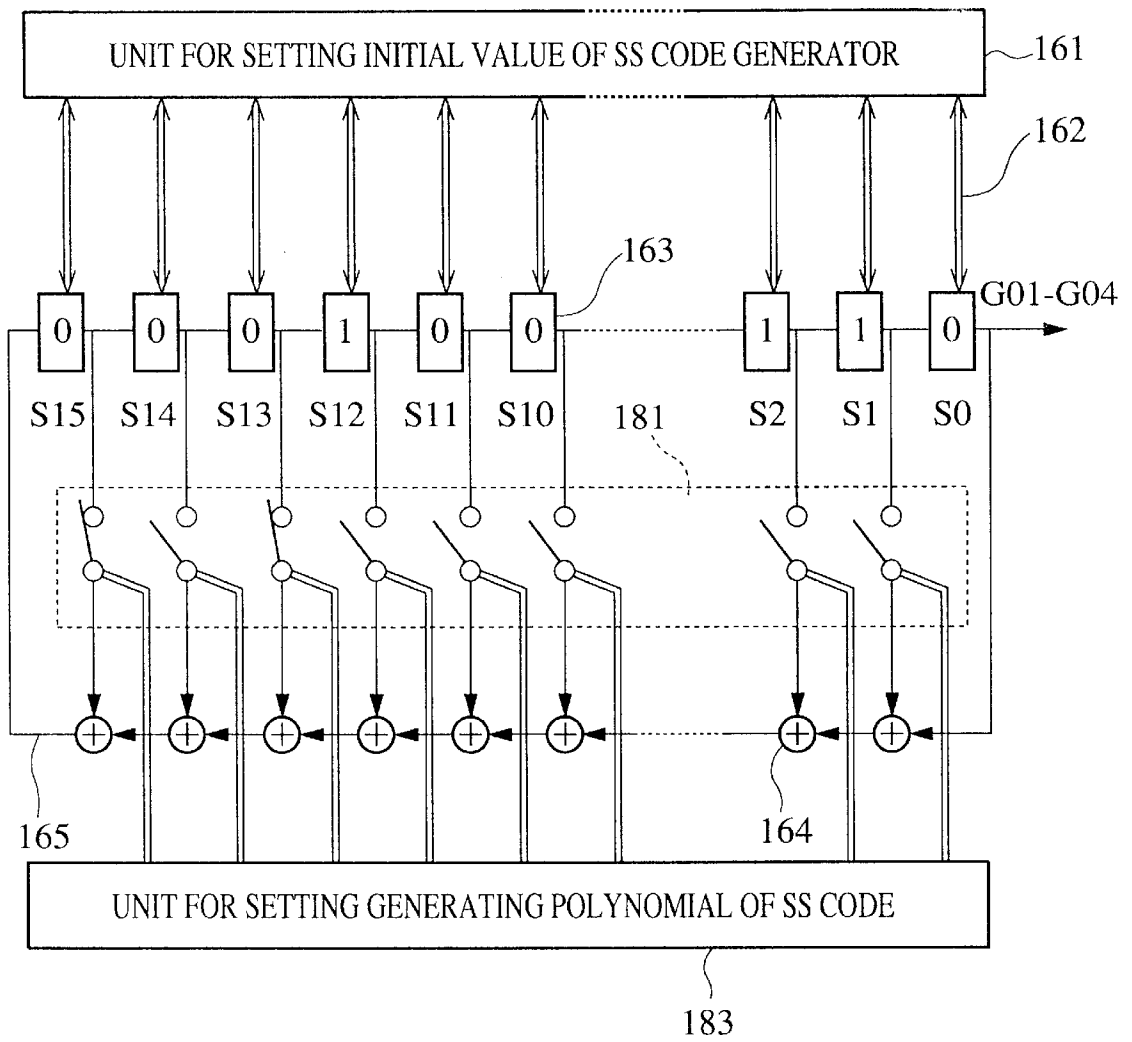 UNIT FOR SETTING INITIAL VALUE OF SS CODE GENERATOR
161
162
163
G01-G04
0 0 0 1 0 0 1 1 0
S15 S14 S13 S12 S11 S10 S2 S1 S0
181
165
164
UNIT FOR SETTING GENERATING POLYNOMIAL OF SS CODE
183